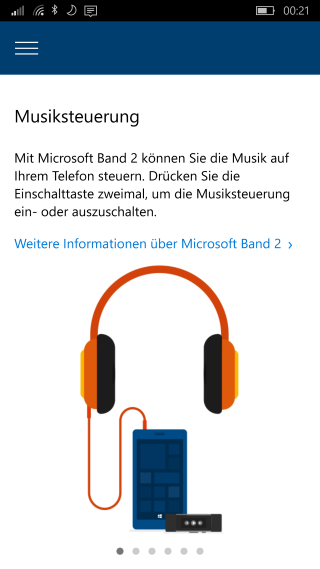 00:21
Musiksteuerung
Mit Microsoft Band 2 können Sie die Musik auf
Ihrem Telefon steuern. Drücken Sie die
Einschalttaste zweimal, um die Musiksteuerung
ein- oder auszuschalten.
Weitere Informationen über Microsoft Band 2 ›